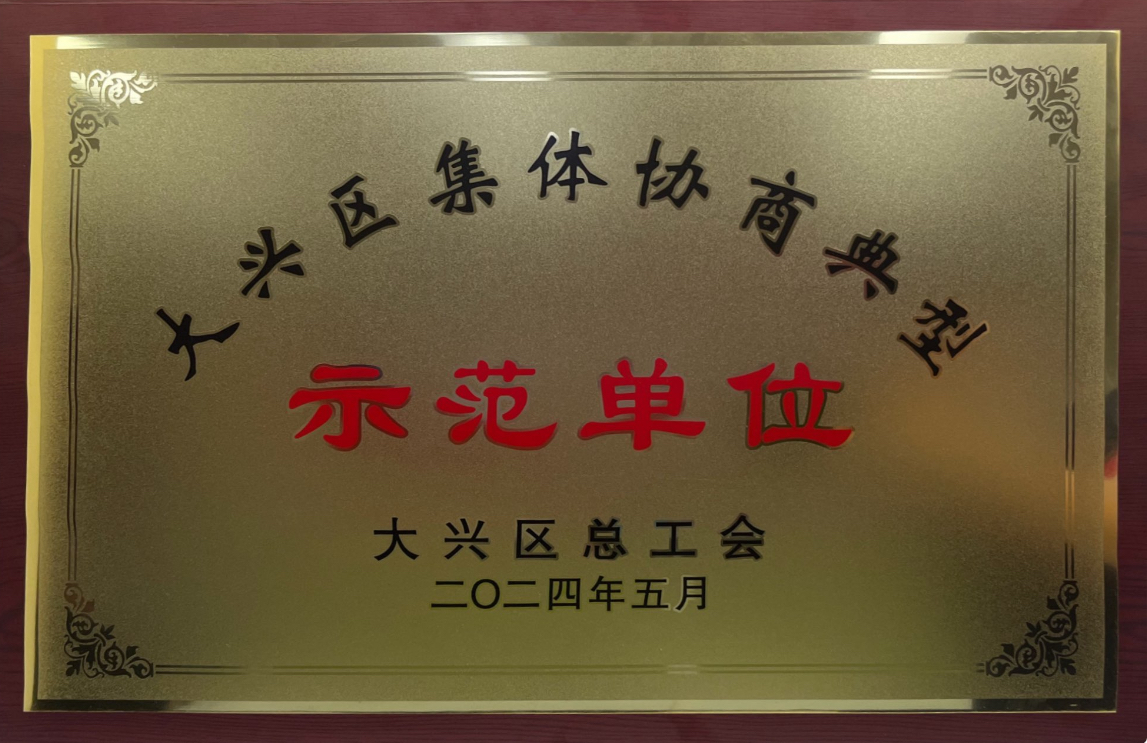 大兴区集体协商典型
示范单位
大兴区总工会
二〇二四年五月